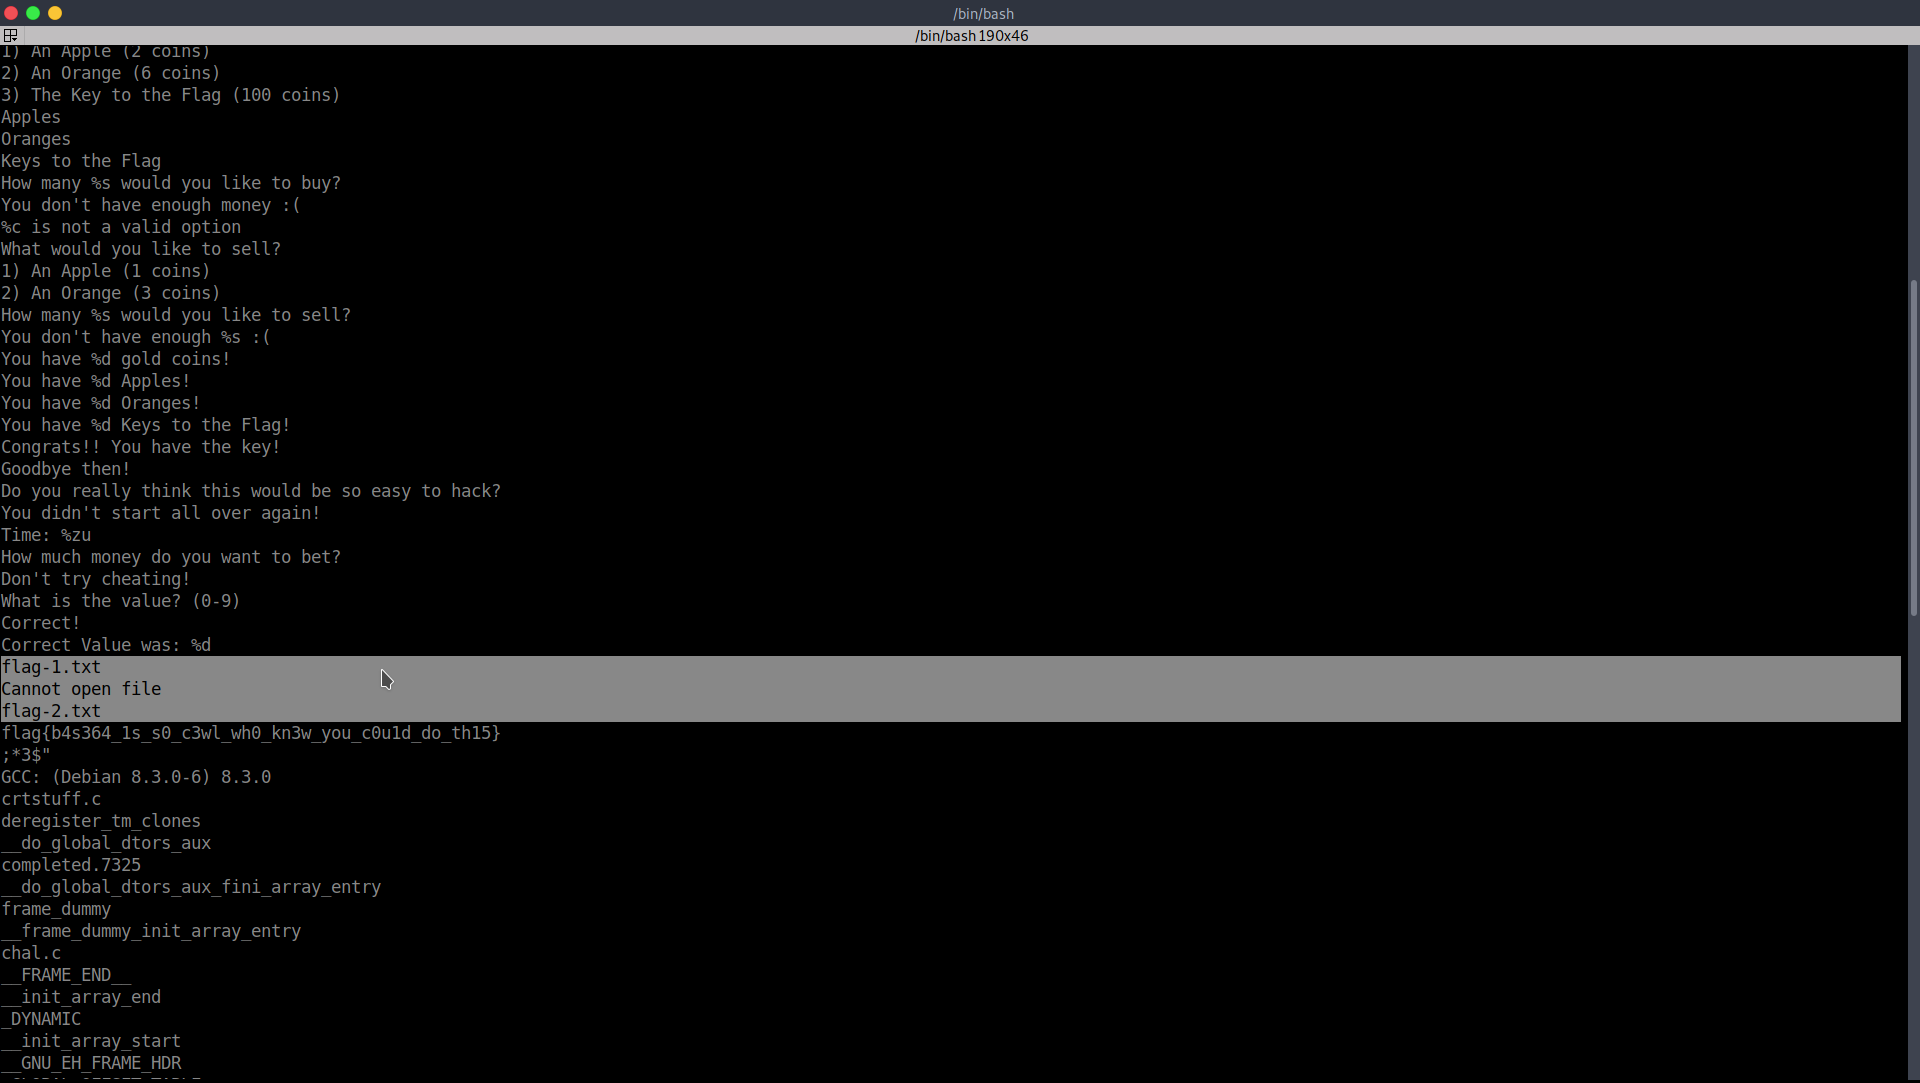 /bin/bash
/bin/bash 190x46
1) An Apple (2 coins)
2) An Orange (6 coins)
3) The Key to the Flag (100 coins)
Apples
Oranges
Keys to the Flag
How many %s would you like to buy?
You don't have enough money :(
%c is not a valid option
What would you like to sell?
1) An Apple (1 coins)
2) An Orange (3 coins)
How many %s would you like to sell?
You don't have enough %s :(
You have %d gold coins!
You have %d Apples!
You have %d Oranges!
You have %d Keys to the Flag!
Congrats!! You have the key!
Goodbye then!
Do you really think this would be so easy to hack?
You didn't start all over again!
Time: %zu
How much money do you want to bet?
Don't try cheating!
What is the value? (0-9)
Correct!
Correct Value was: %d
flag-1.txt
Cannot open file
flag-2.txt
flag{b4s364_1s_s0_c3wl_wh0_kn3w_you_c0u1d_do_th15}
;*3$"
GCC: (Debian 8.3.0-6) 8.3.0
crtstuff.c
deregister_tm_clones
__do_global_dtors_aux
completed.7325
__do_global_dtors_aux_fini_array_entry
frame_dummy
__frame_dummy_init_array_entry
chal.c
__FRAME_END__
__init_array_end
_DYNAMIC
__init_array_start
__GNU_EH_FRAME_HDR